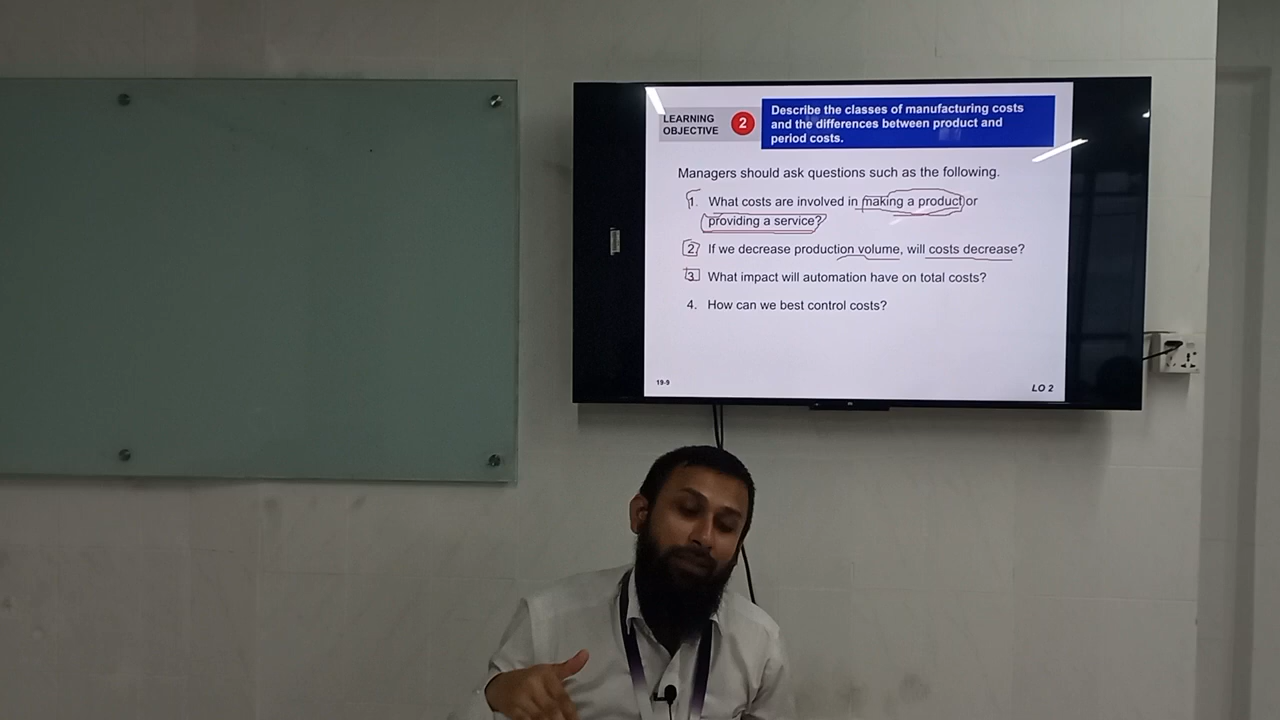 LEARNING
OBJECTIVE
2
Describe the classes of manufacturing costs
and the differences between product and
period costs.
Managers should ask questions such as the following.
1. What costs are involved in making a product or
providing a service?
2. If we decrease production volume, will costs decrease?
3. What impact will automation have on total costs?
4. How can we best control costs?
19-9
LO 2